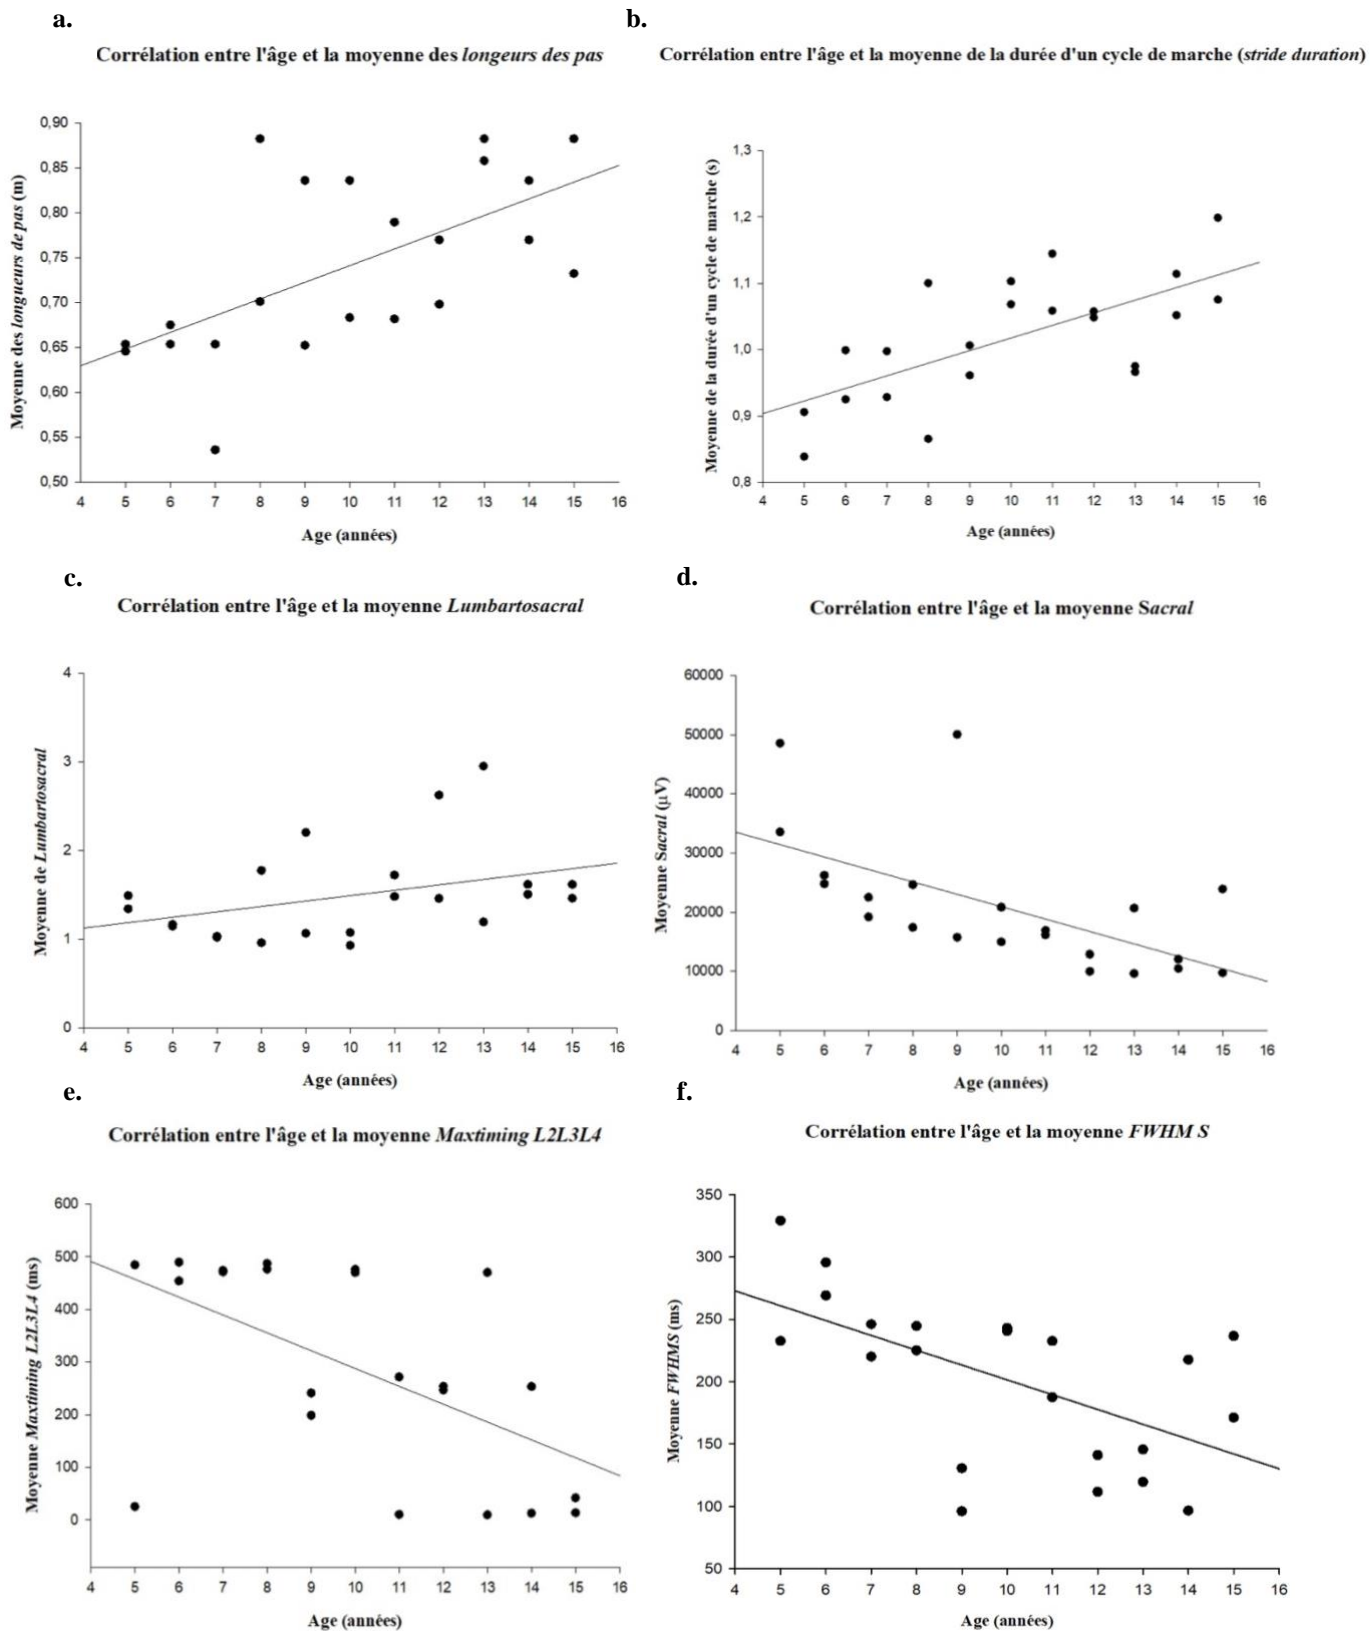 a.
Corrélation entre l'âge et la moyenne des longeurs des pas
Moyenne des longueurs de pas (m)
0,90
0,85
0,80
0,75
0,70
0,65
0,60
0,55
0,50
4 5 6 7 8 9 10 11 12 13 14 15 16
Age (années)
b.
Corrélation entre l'âge et la moyenne de la durée d'un cycle de marche (stride duration)
Moyenne de la durée d'un cycle de marche (s)
1,3
1,2
1,1
1,0
0,9
0,8
4 5 6 7 8 9 10 11 12 13 14 15 16
Age (années)
c.
Corrélation entre l'âge et la moyenne Lumbartosacral
Moyenne de Lumbartosacral
4
3
2
1
0
4 5 6 7 8 9 10 11 12 13 14 15 16
Age (années)
d.
Corrélation entre l'âge et la moyenne Sacral
Moyenne Sacral (µV)
60000
50000
40000
30000
20000
10000
0
4 5 6 7 8 9 10 11 12 13 14 15 16
Age (années)
e.
Corrélation entre l'âge et la moyenne Maxtiming L2L3L4
Moyenne Maxtiming L2L3L4 (ms)
600
500
400
300
200
100
0
4 5 6 7 8 9 10 11 12 13 14 15 16
Age (années)
f.
Corrélation entre l'âge et la moyenne FWHM S
Moyenne FWHMS (ms)
350
300
250
200
150
100
50
4 5 6 7 8 9 10 11 12 13 14 15 16
Age (années)